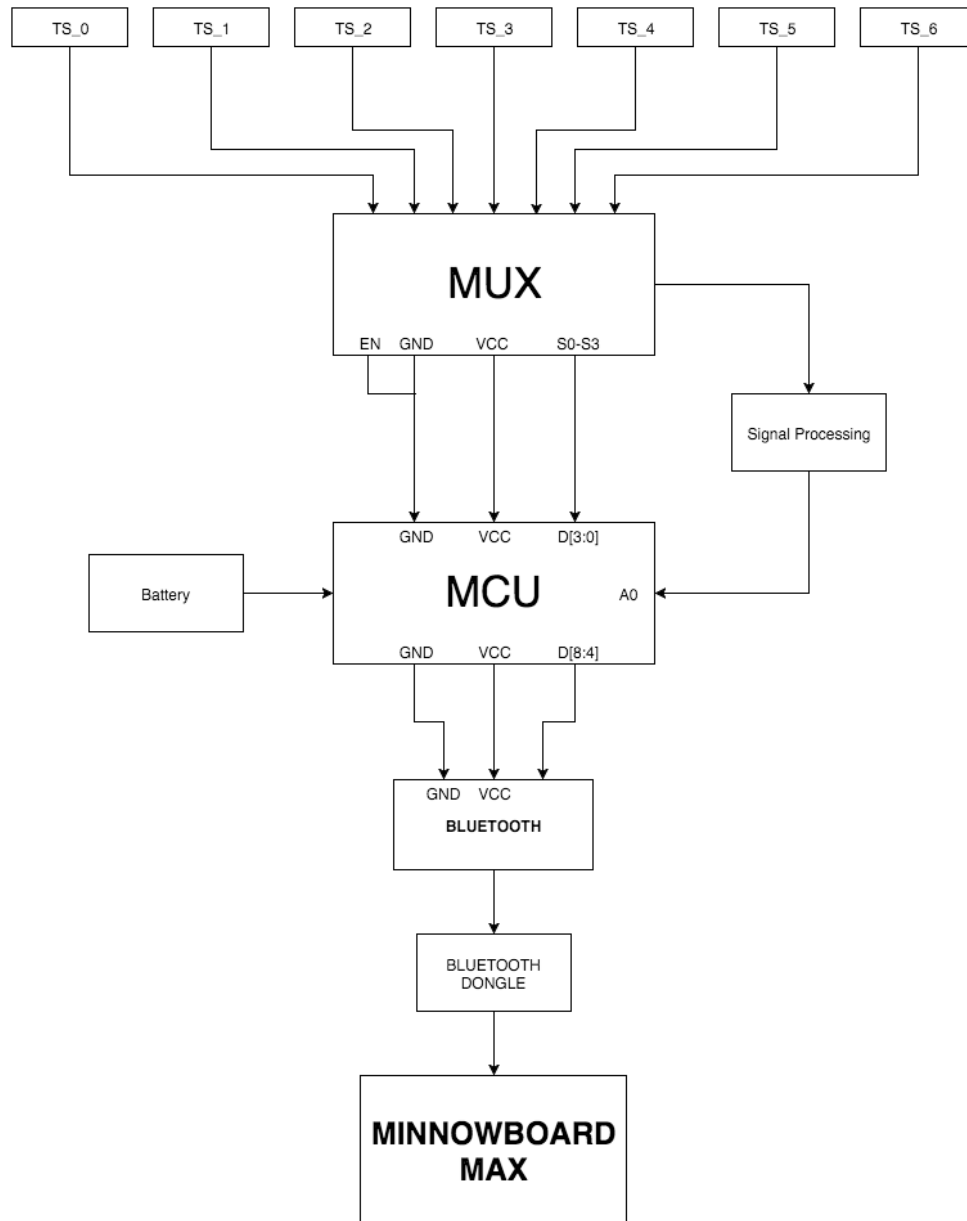 TS_0 TS_1 TS_2 TS_3 TS_4 TS_5 TS_6
MUX
EN GND VCC S0-S3
Signal Processing
GND VCC D[3:0]
Battery
MCU
A0
GND VCC D[8:4]
GND VCC
BLUETOOTH
BLUETOOTH
DONGLE
MINNOWBOARD
MAX